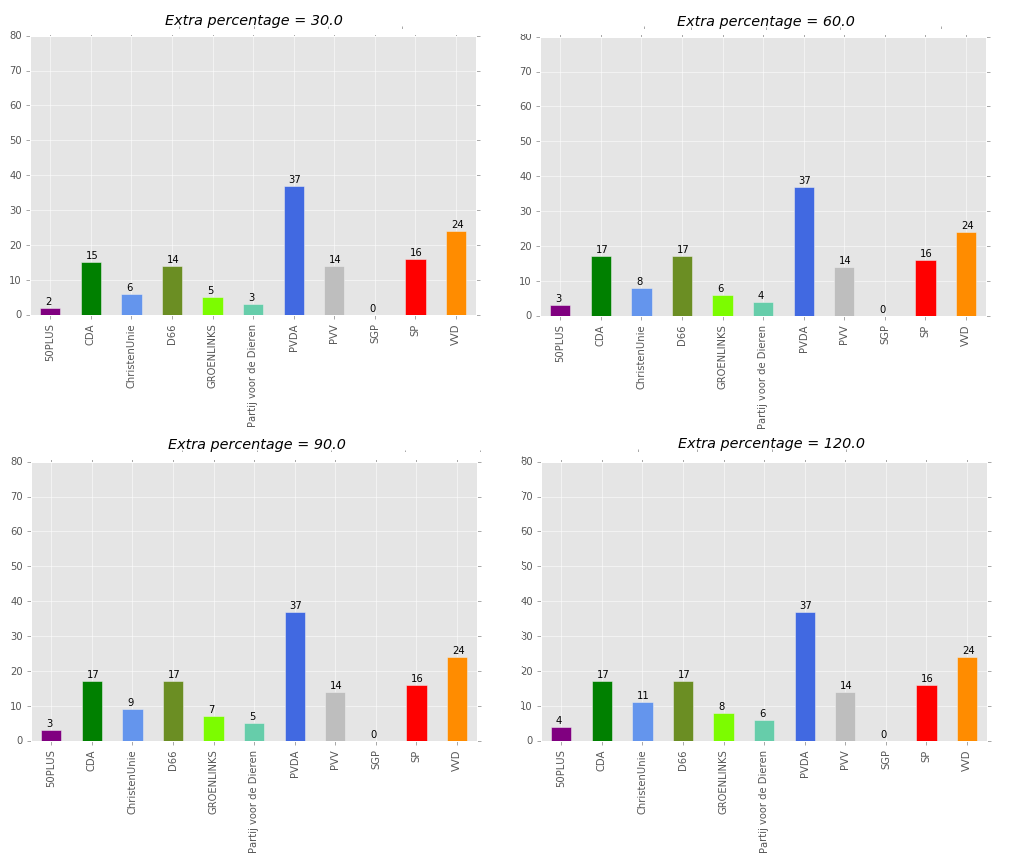 Extra percentage = 30.0
80
70
60
50
40
30
20
10
0
2
15
6
14
5
3
37
14
0
16
24
50PLUS
CDA
ChristenUnie
D66
GROENLINKS
Partij voor de Dieren
PVDA
PVV
SGP
SP
VVD
Extra percentage = 60.0
80
70
60
50
40
30
20
10
0
3
17
8
17
6
4
37
14
0
16
24
50PLUS
CDA
ChristenUnie
D66
GROENLINKS
Partij voor de Dieren
PVDA
PVV
SGP
SP
VVD
Extra percentage = 90.0
80
70
60
50
40
30
20
10
0
3
17
9
17
7
5
37
14
0
16
24
50PLUS
CDA
ChristenUnie
D66
GROENLINKS
Partij voor de Dieren
PVDA
PVV
SGP
SP
VVD
Extra percentage = 120.0
80
70
60
50
40
30
20
10
0
4
17
11
17
8
6
37
14
0
16
24
50PLUS
CDA
ChristenUnie
D66
GROENLINKS
Partij voor de Dieren
PVDA
PVV
SGP
SP
VVD